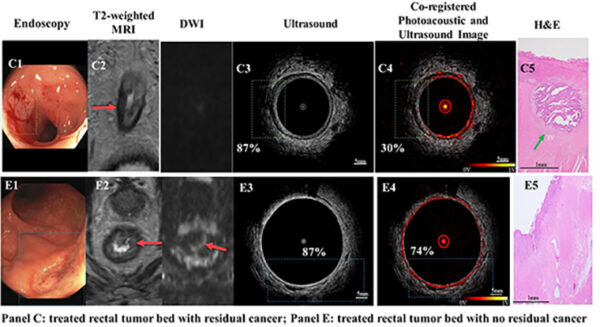 Endoscopy
T2-weighted
MRI
DWI
Ultrasound
Co-registered
Photoacoustic and
Ultrasound Image
H&E
C1
C2
C3
C4
C5
87%
5mm
30%
5mm
0V
1V
1mm
E1
E2
E3
E4
E5
87%
5mm
74%
5mm
0V
1V
1mm
Panel C: treated rectal tumor bed with residual cancer; Panel E: treated rectal tumor bed with no residual cancer